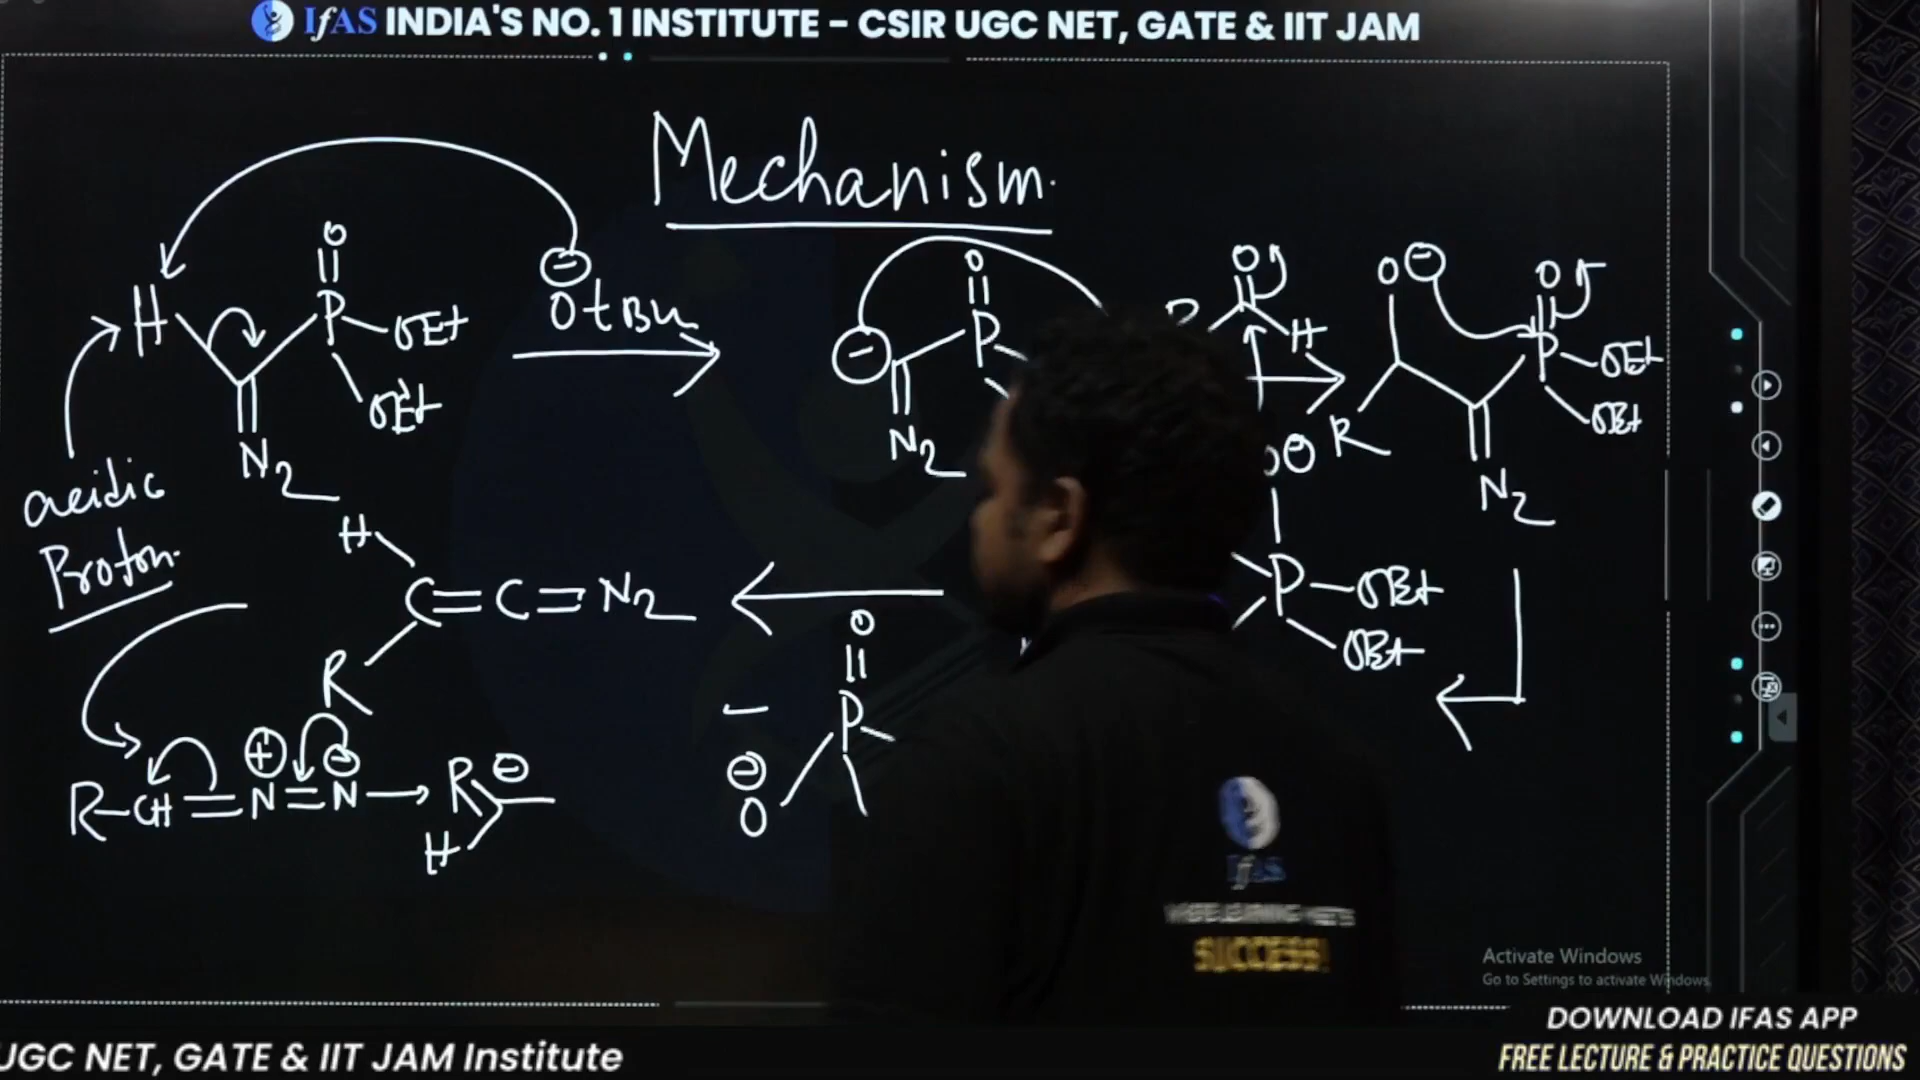 IfAS INDIA'S NO. 1 INSTITUTE - CSIR UGC NET, GATE & IIT JAM
Mechanism.
H
O
P
OEt
OEt
N2
⊖
OtBu
acidic
Proton.
⊖
O
P
N2
O
H
O ⊖
R
O
P
OEt
OEt
N2
⊖
P
OEt
OEt
H
C=C=N2
R
O
P
⊖
O
R-CH=N=N
⊕ ⊖
R ⊖
H
IfAS
SUCCESS!
Activate Windows
Go to Settings to activate Windows.
DOWNLOAD IFAS APP
UGC NET, GATE & IIT JAM Institute
FREE LECTURE & PRACTICE QUESTIONS